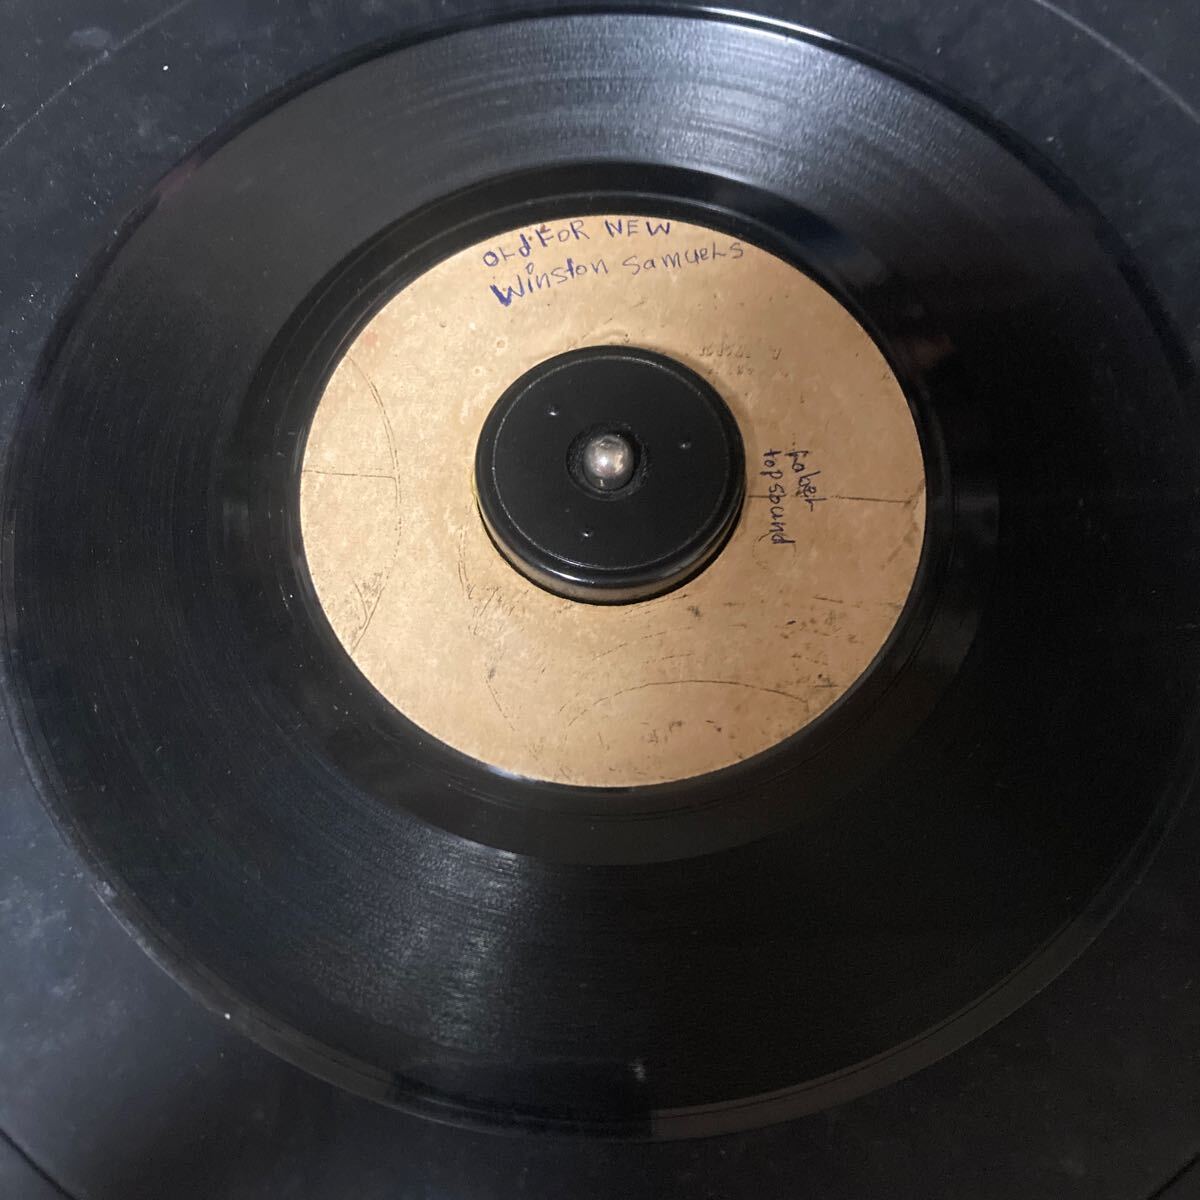 oLd FOR NEW
Winston SamueLs
LabeL
topsound